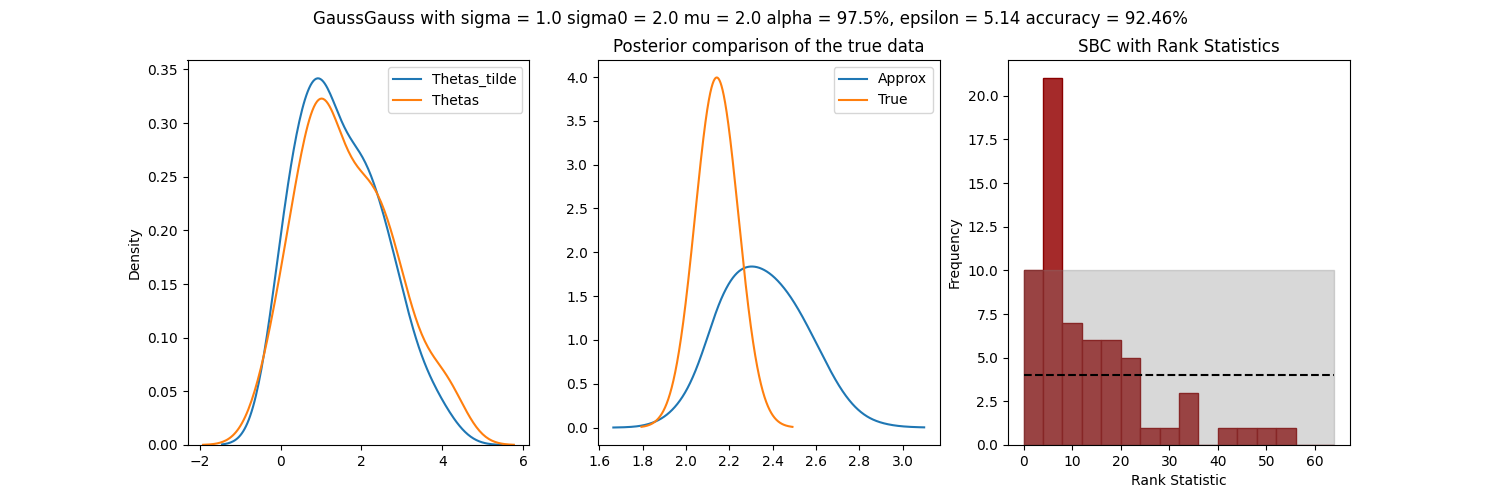 GaussGauss with sigma = 1.0 sigma0 = 2.0 mu = 2.0 alpha = 97.5%, epsilon = 5.14 accuracy = 92.46%
Density
0.35
0.30
0.25
0.20
0.15
0.10
0.05
0.00
−2 0 2 4 6
Thetas_tilde
Thetas
Posterior comparison of the true data
4.0
3.5
3.0
2.5
2.0
1.5
1.0
0.5
0.0
1.6 1.8 2.0 2.2 2.4 2.6 2.8 3.0
Approx
True
SBC with Rank Statistics
Frequency
20.0
17.5
15.0
12.5
10.0
7.5
5.0
2.5
0.0
0 10 20 30 40 50 60
Rank Statistic